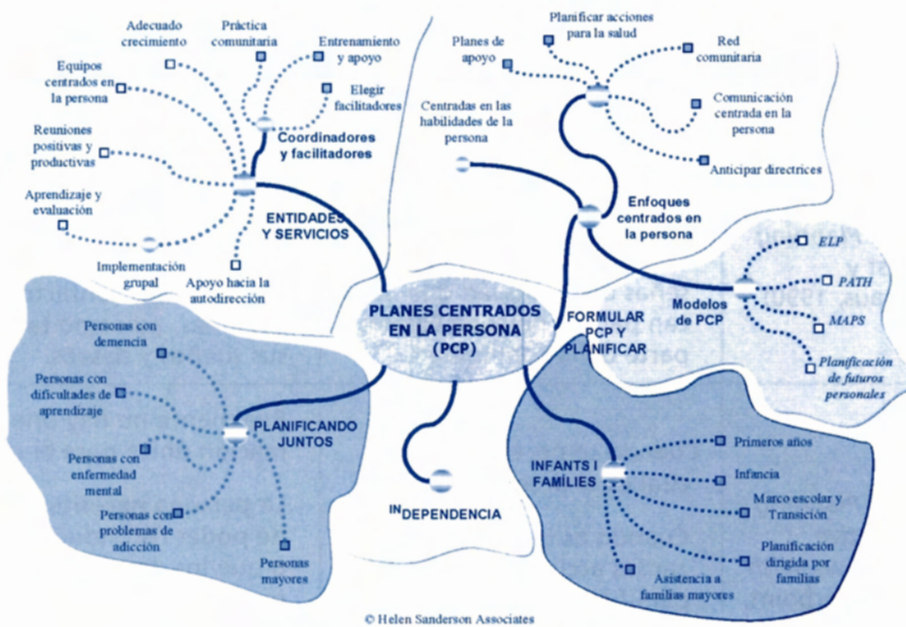 Adecuado
crecimiento
Práctica
comunitaria
Entrenamiento
y apoyo
Equipos
centrados en
la persona
Elegir
facilitadores
Reuniones
positivas y
productivas
Coordinadores
y facilitadores
Aprendizaje y
evaluación
ENTIDADES
Y SERVICIOS
Implementación
grupal
Apoyo hacia la
autodirección
Planificar acciones
para la salud
Planes de
apoyo
Red
comunitaria
Centradas en las
habilidades de la
persona
Comunicación
centrada en la
persona
Anticipar directrices
Enfoques
centrados en
la persona
ELP
PATH
Modelos
de PCP
MAPS
Planificación
de futuros
personales
PLANES CENTRADOS
EN LA PERSONA
(PCP)
FORMULAR
PCP Y
PLANIFICAR
Personas con
demencia
Personas con
dificultades de
aprendizaje
PLANIFICANDO
JUNTOS
Personas con
enfermedad
mental
Personas con
problemas de
adicción
Personas
mayores
INDEPENDENCIA
INFANTS I
FAMÍLIES
Primeros años
Infancia
Marco escolar y
Transición
Planificación
dirigida por
familias
Asistencia a
familias mayores
© Helen Sanderson Associates